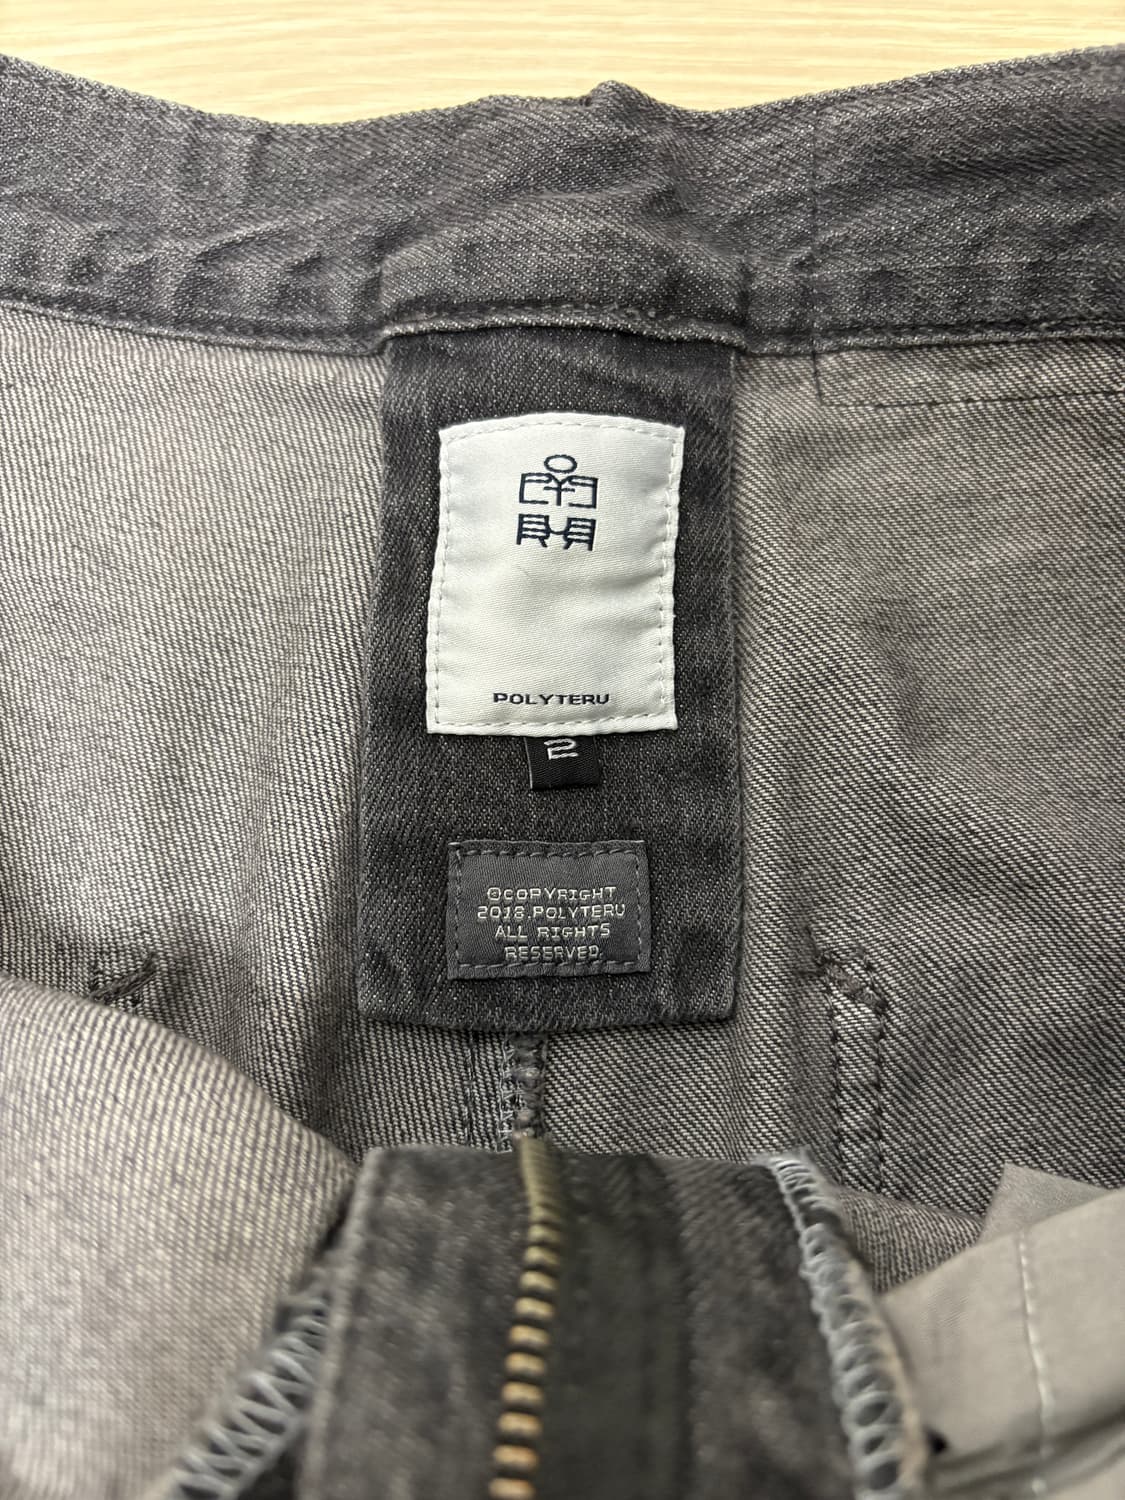 POLYTERU
2
©COPYRIGHT
2018.POLYTERU
ALL RIGHTS
RESERVED.